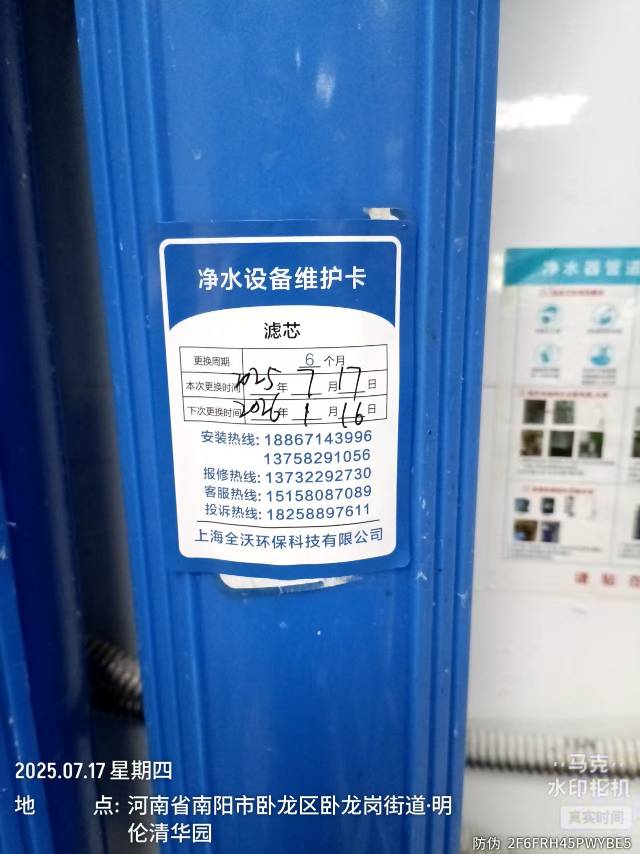 净水设备维护卡
滤芯
更换周期 6 个月
本次更换时间 2025 年 7 月 17 日
下次更换时间 2026 年 1 月 16 日
安装热线: 18867143996
13758291056
报修热线: 13732292730
客服热线: 15158087089
投诉热线: 18258897611
上海全沃环保科技有限公司
净水器管道
请贴在
2025.07.17 星期四
地 点: 河南省南阳市卧龙区卧龙岗街道·明
伦清华园
马克
水印相机
真实时间
防伪 2F6FRH45PWYBE5